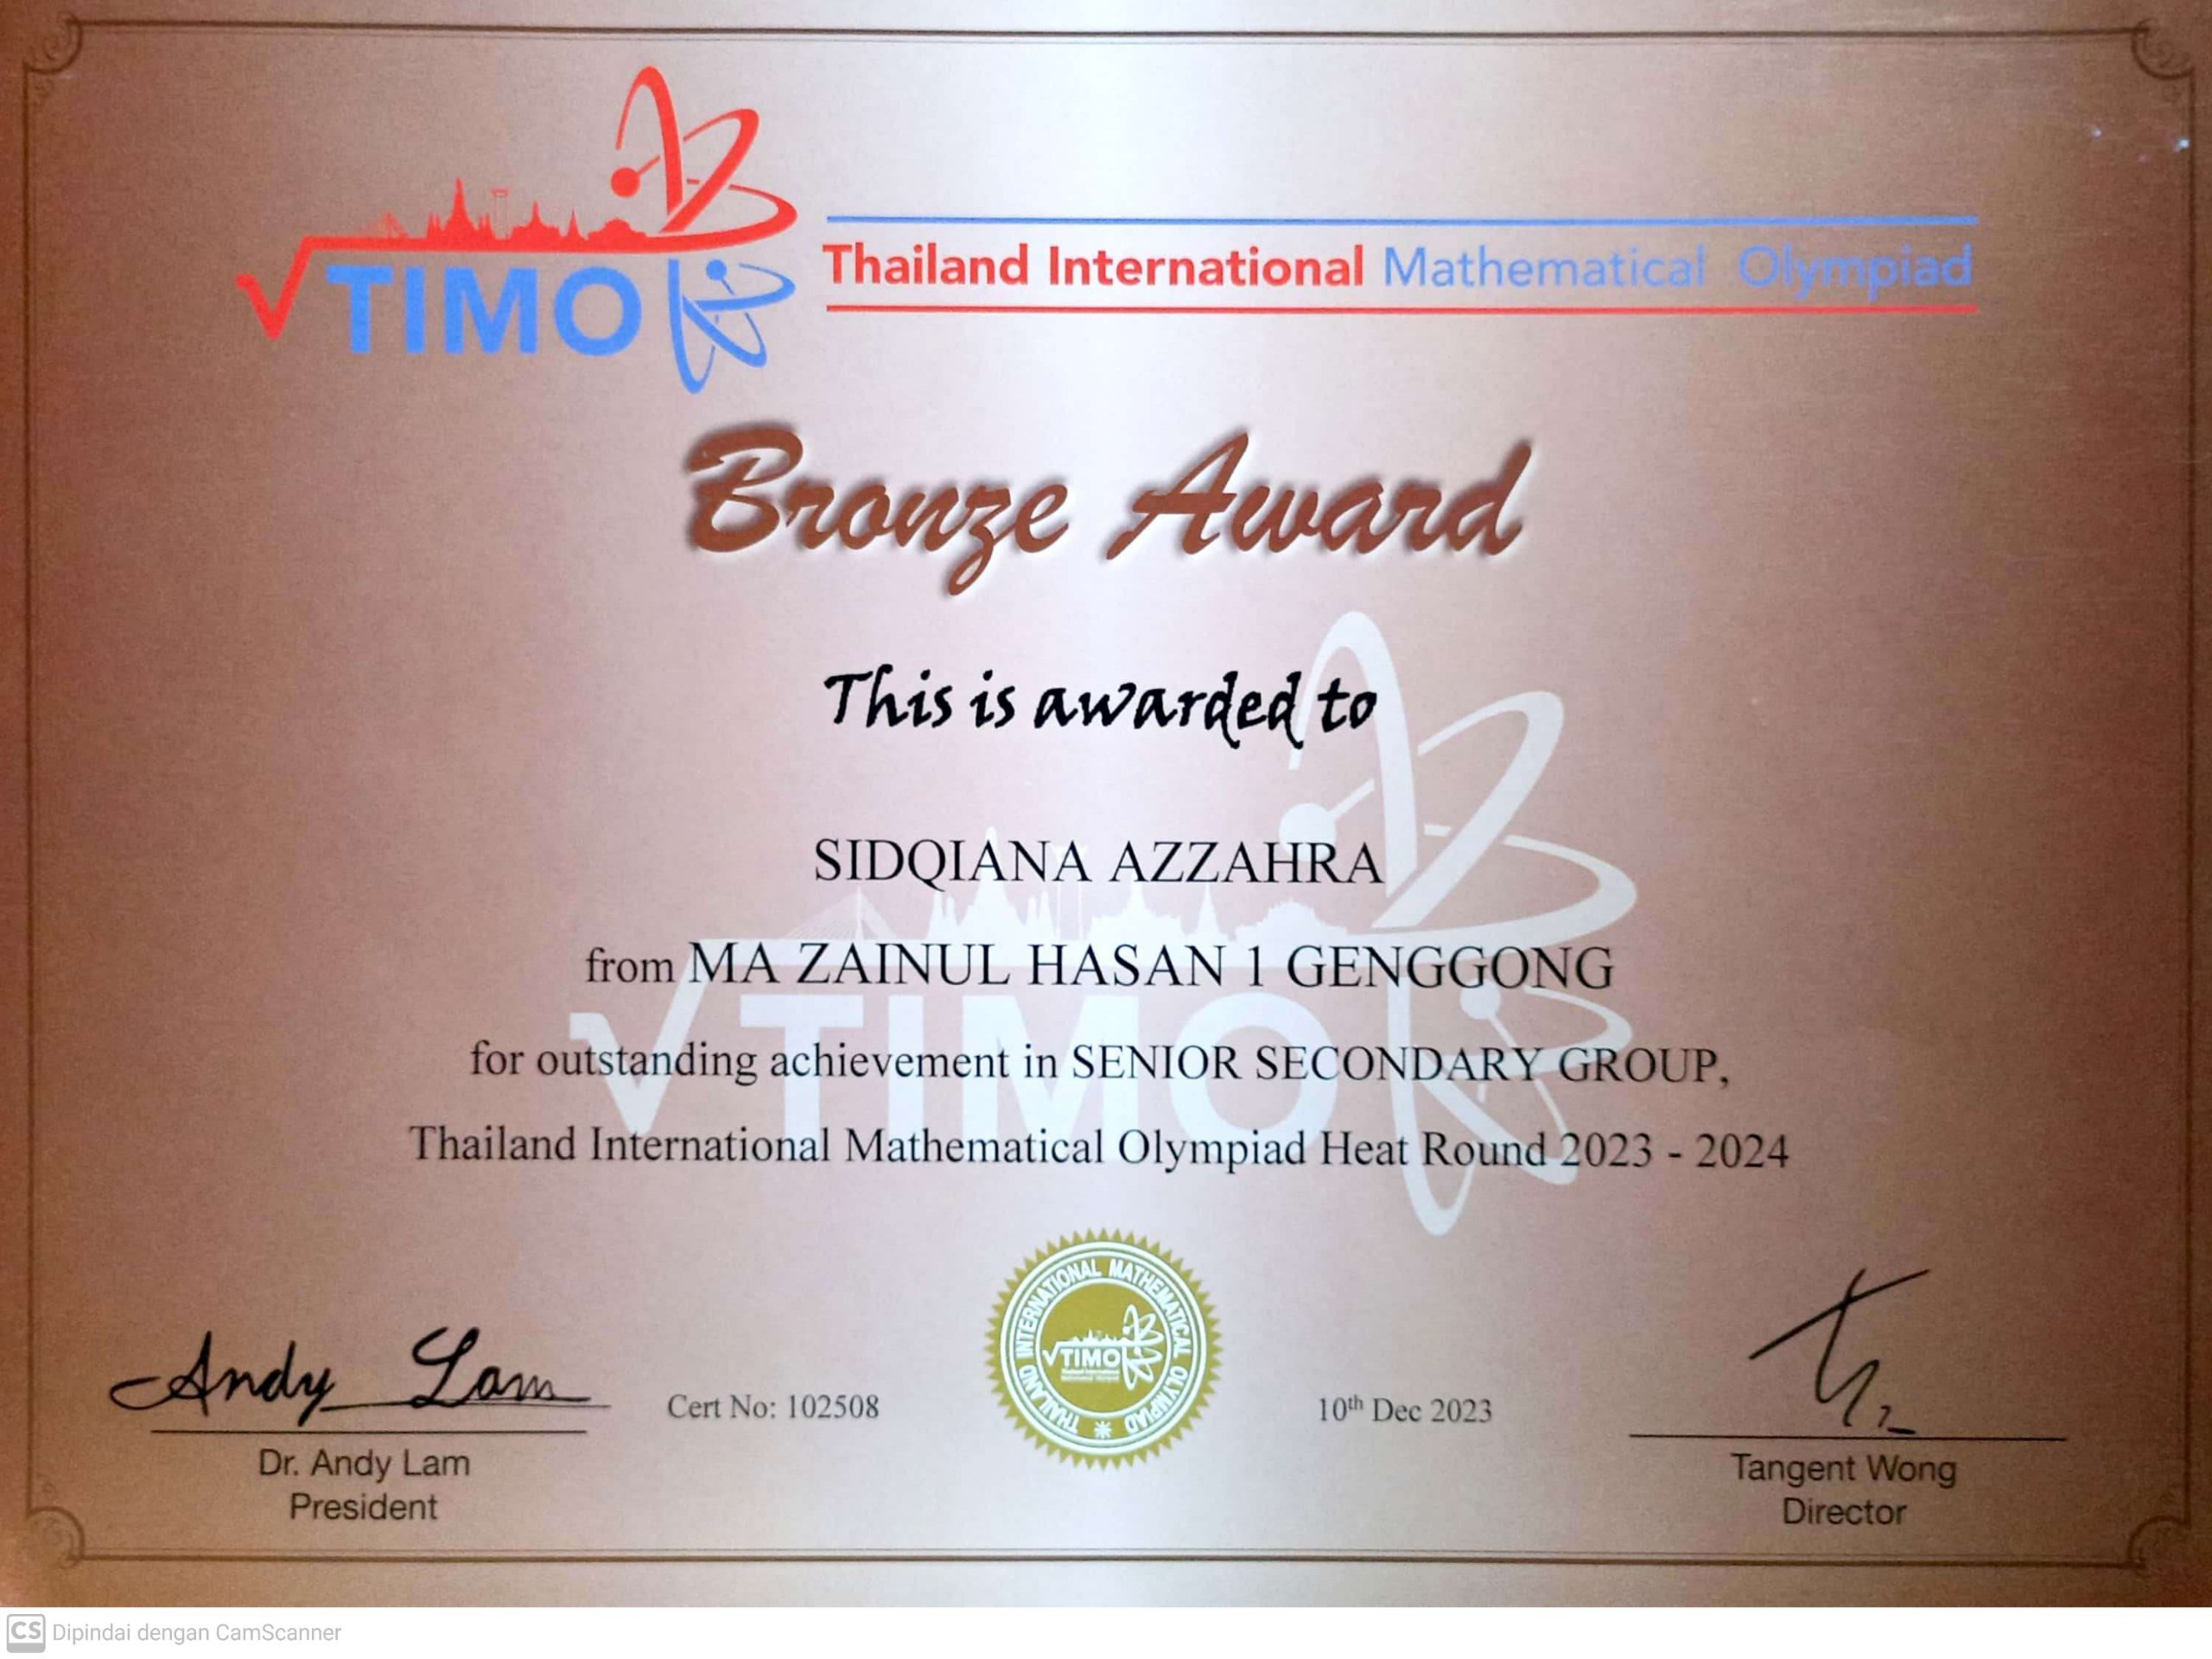 TIMO
Thailand International Mathematical Olympiad
Bronze Award
This is awarded to
SIDQIANA AZZAHRA
from MA ZAINUL HASAN 1 GENGGONG
for outstanding achievement in SENIOR SECONDARY GROUP,
Thailand International Mathematical Olympiad Heat Round 2023 - 2024
TIMO
Andy Lam
Dr. Andy Lam
President
Cert No: 102508
THAILAND INTERNATIONAL MATHEMATICAL OLYMPIAD
TIMO
10th Dec 2023
Tangent Wong
Director
CS Dipindai dengan CamScanner